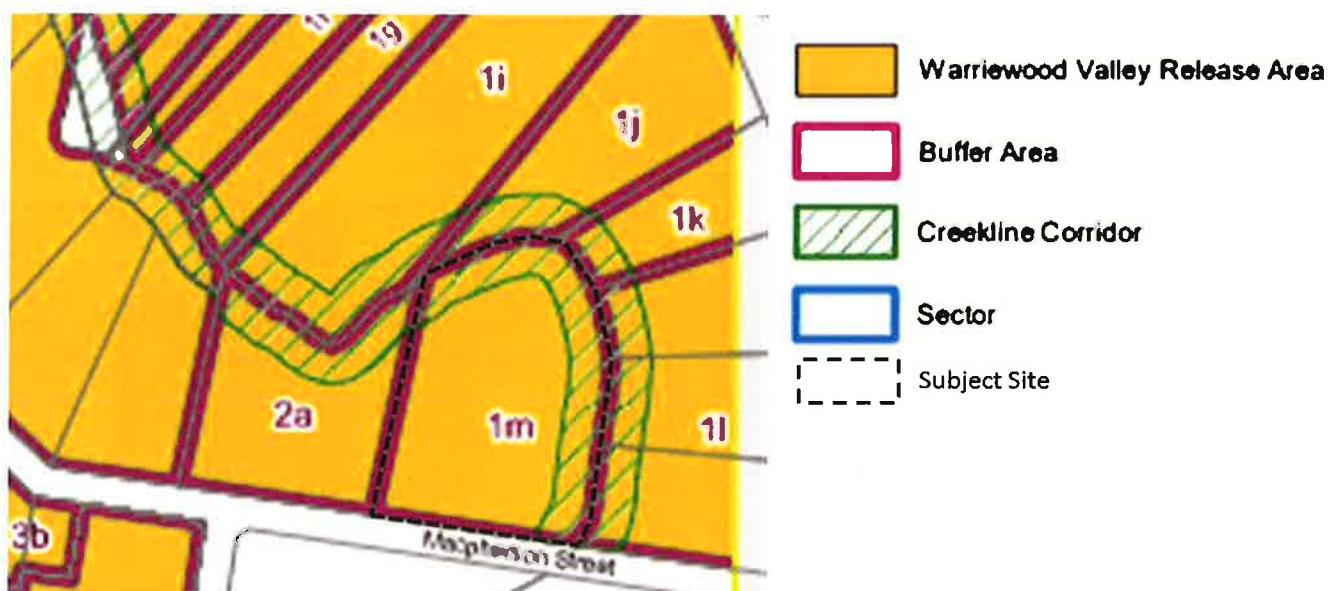 1g
1i
1j
1k
2a
1m
1l
3b
Macpherson Street
Warriewood Valley Release Area
Buffer Area
Creekline Corridor
Sector
Subject Site